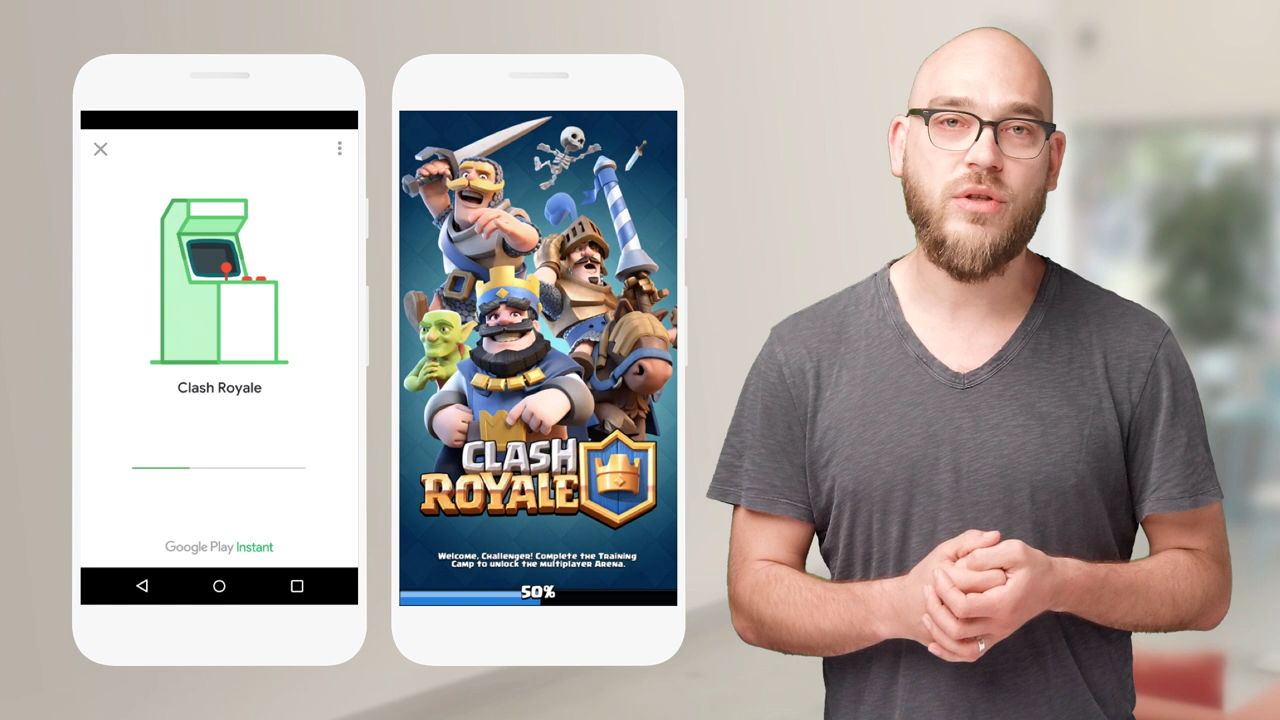 Clash Royale
Google Play Instant
CLASH
ROYALE
Welcome, Challenger! Complete the Training
Camp to unlock the Multiplayer Arena.
50%